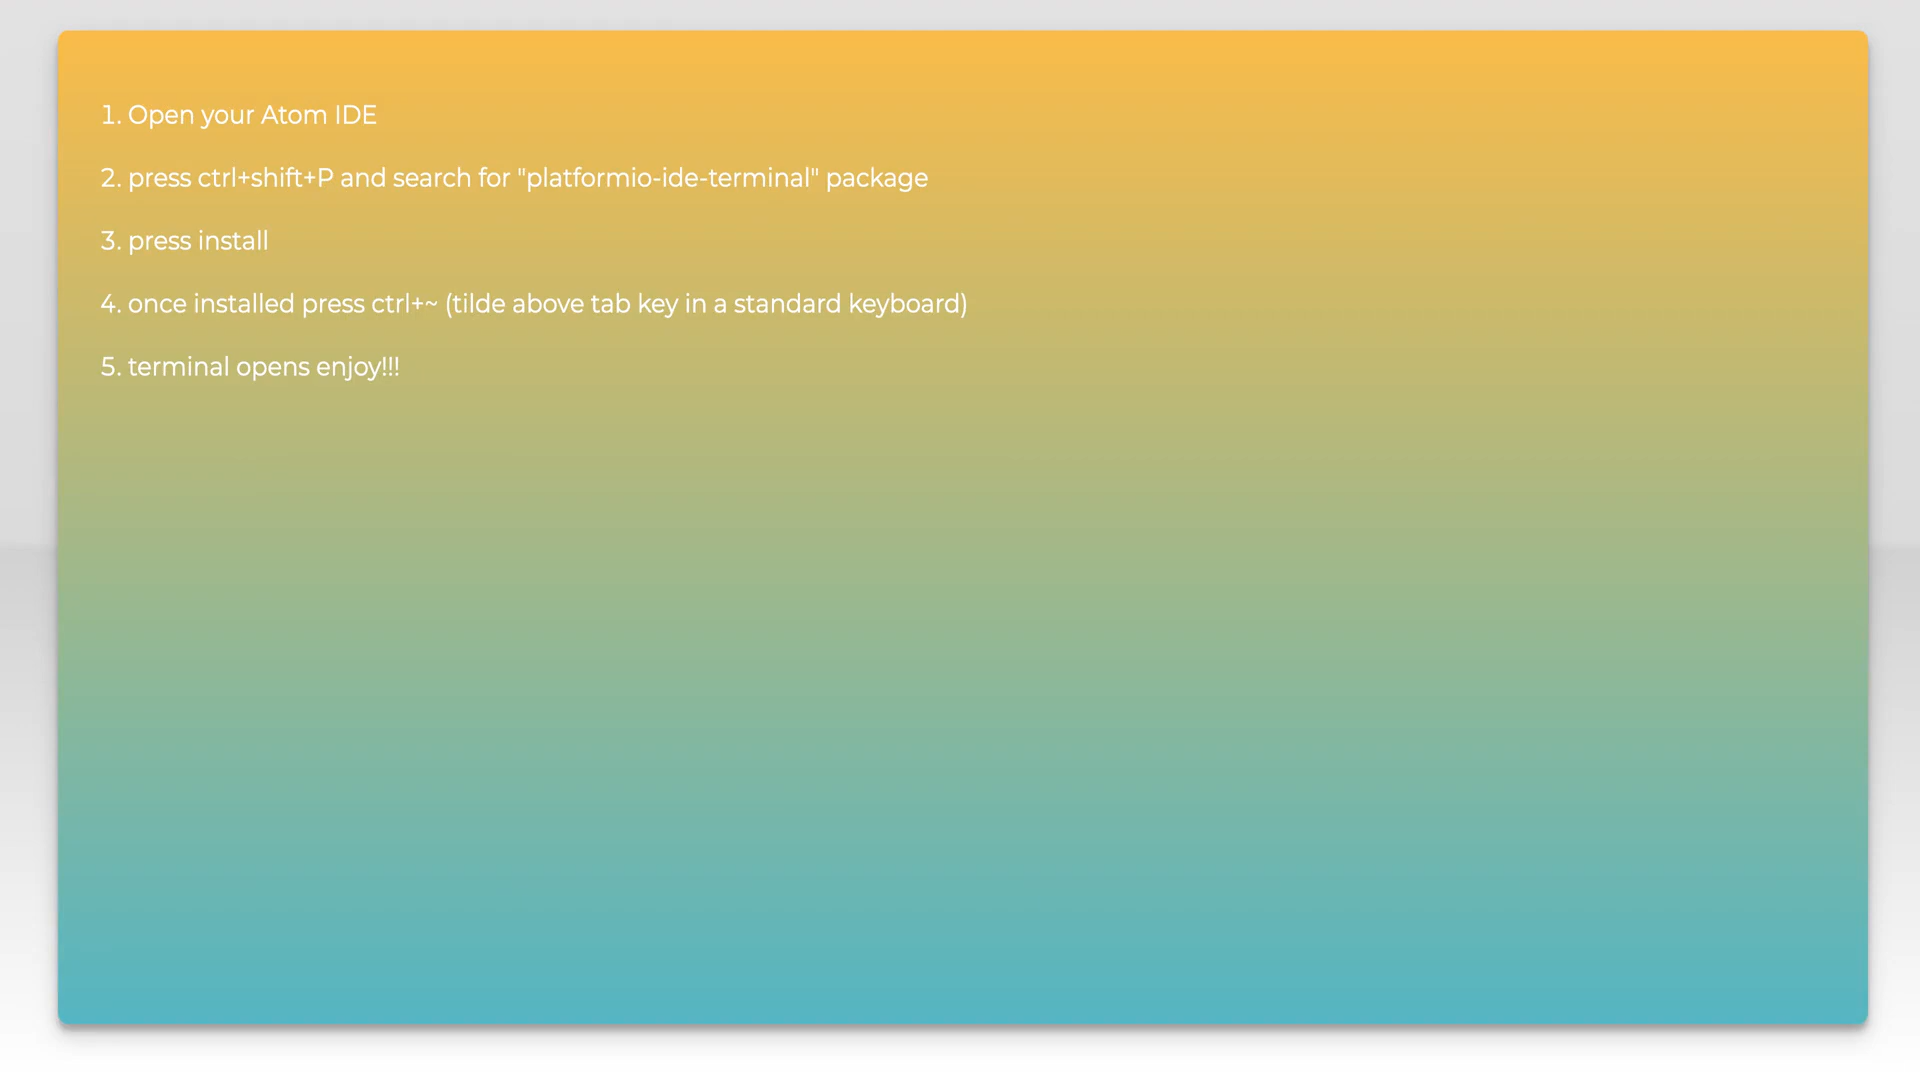 1. Open your Atom IDE
2. press ctrl+shift+P and search for "platformio-ide-terminal" package
3. press install
4. once installed press ctrl+~ (tilde above tab key in a standard keyboard)
5. terminal opens enjoy!!!